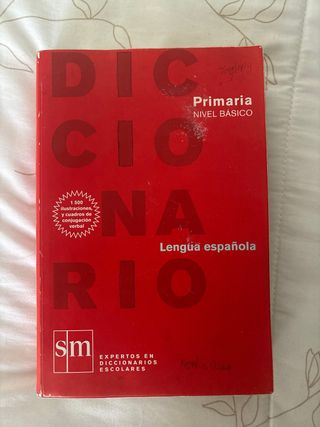 DIC
CIO
NA
RIO
Primaria
NIVEL BÁSICO
1 500
ilustraciones,
y cuadros de
conjugación
verbal
Lengua española
sm
EXPERTOS EN
DICCIONARIOS
ESCOLARES